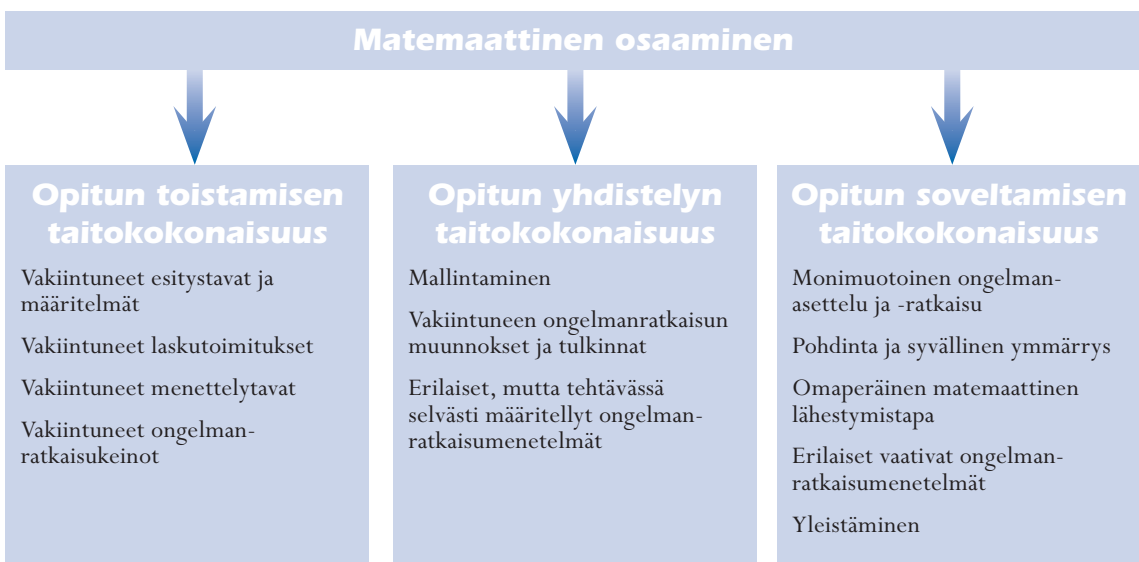 Matemaattinen osaaminen
Opitun toistamisen
taitokokonaisuus
Vakiintuneet esitystavat ja
määritelmät
Vakiintuneet laskutoimitukset
Vakiintuneet menettelytavat
Vakiintuneet ongelman-
ratkaisukeinot
Opitun yhdistelyn
taitokokonaisuus
Mallintaminen
Vakiintuneen ongelmanratkaisun
muunnokset ja tulkinnat
Erilaiset, mutta tehtävässä
selvästi määritellyt ongelman-
ratkaisumenetelmät
Opitun soveltamisen
taitokokonaisuus
Monimuotoinen ongelman-
asettelu ja -ratkaisu
Pohdinta ja syvällinen ymmärrys
Omaperäinen matemaattinen
lähestymistapa
Erilaiset vaativat ongelman-
ratkaisumenetelmät
Yleistäminen